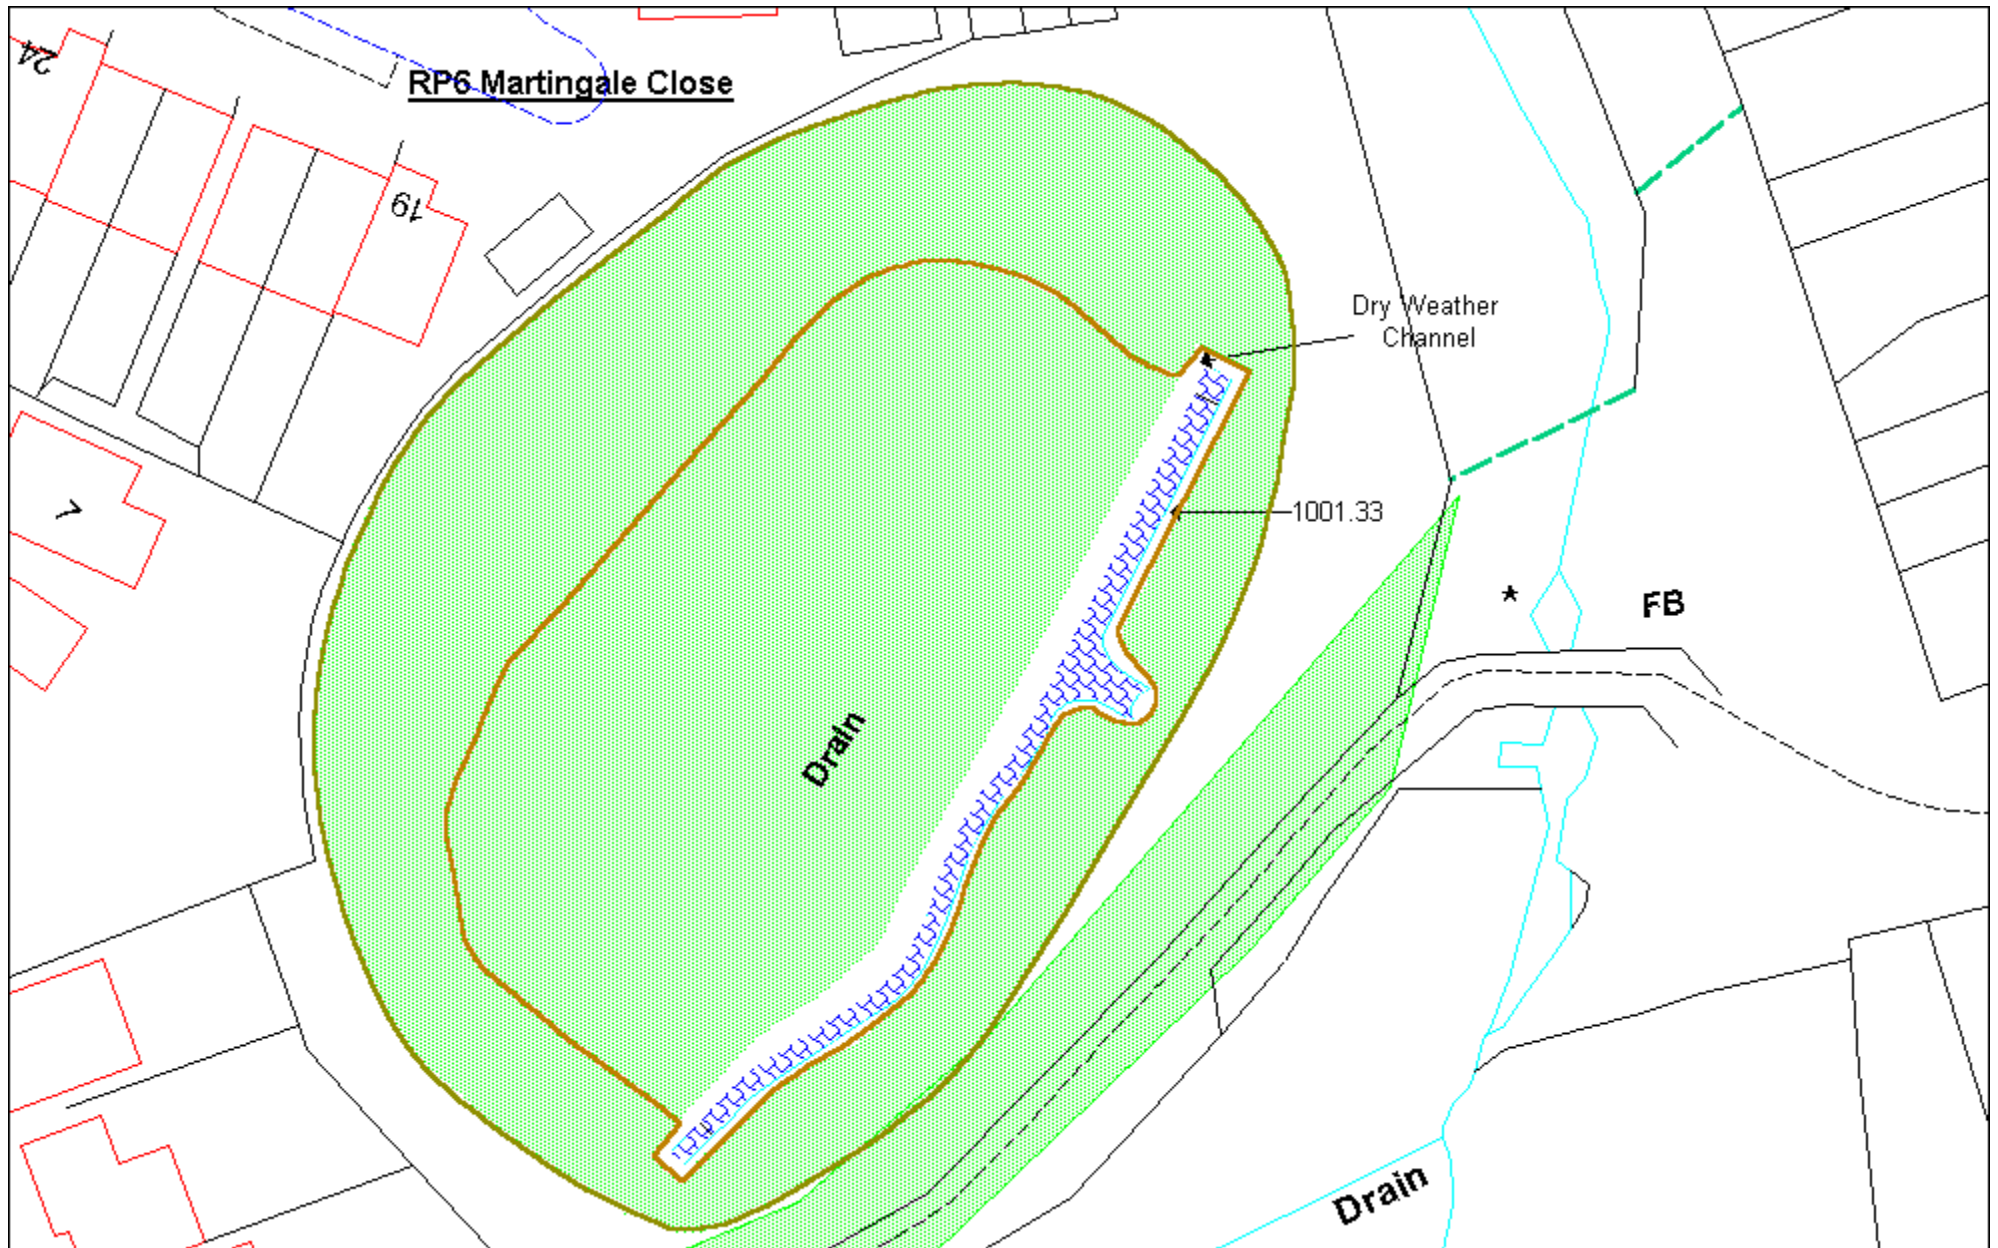 24
RP6 Martingale Close
19
Dry Weather
Channel
7
1001.33
*
FB
Drain
Drain